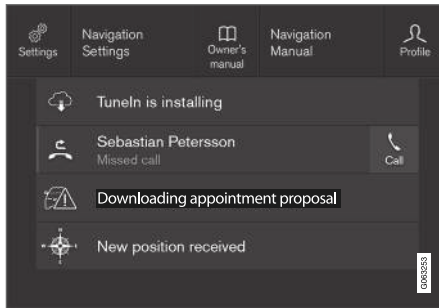 Settings
Navigation
Settings
Owner's
manual
Navigation
Manual
Profile
TuneIn is installing
Sebastian Petersson
Missed call
Call
Downloading appointment proposal
New position received
G063253